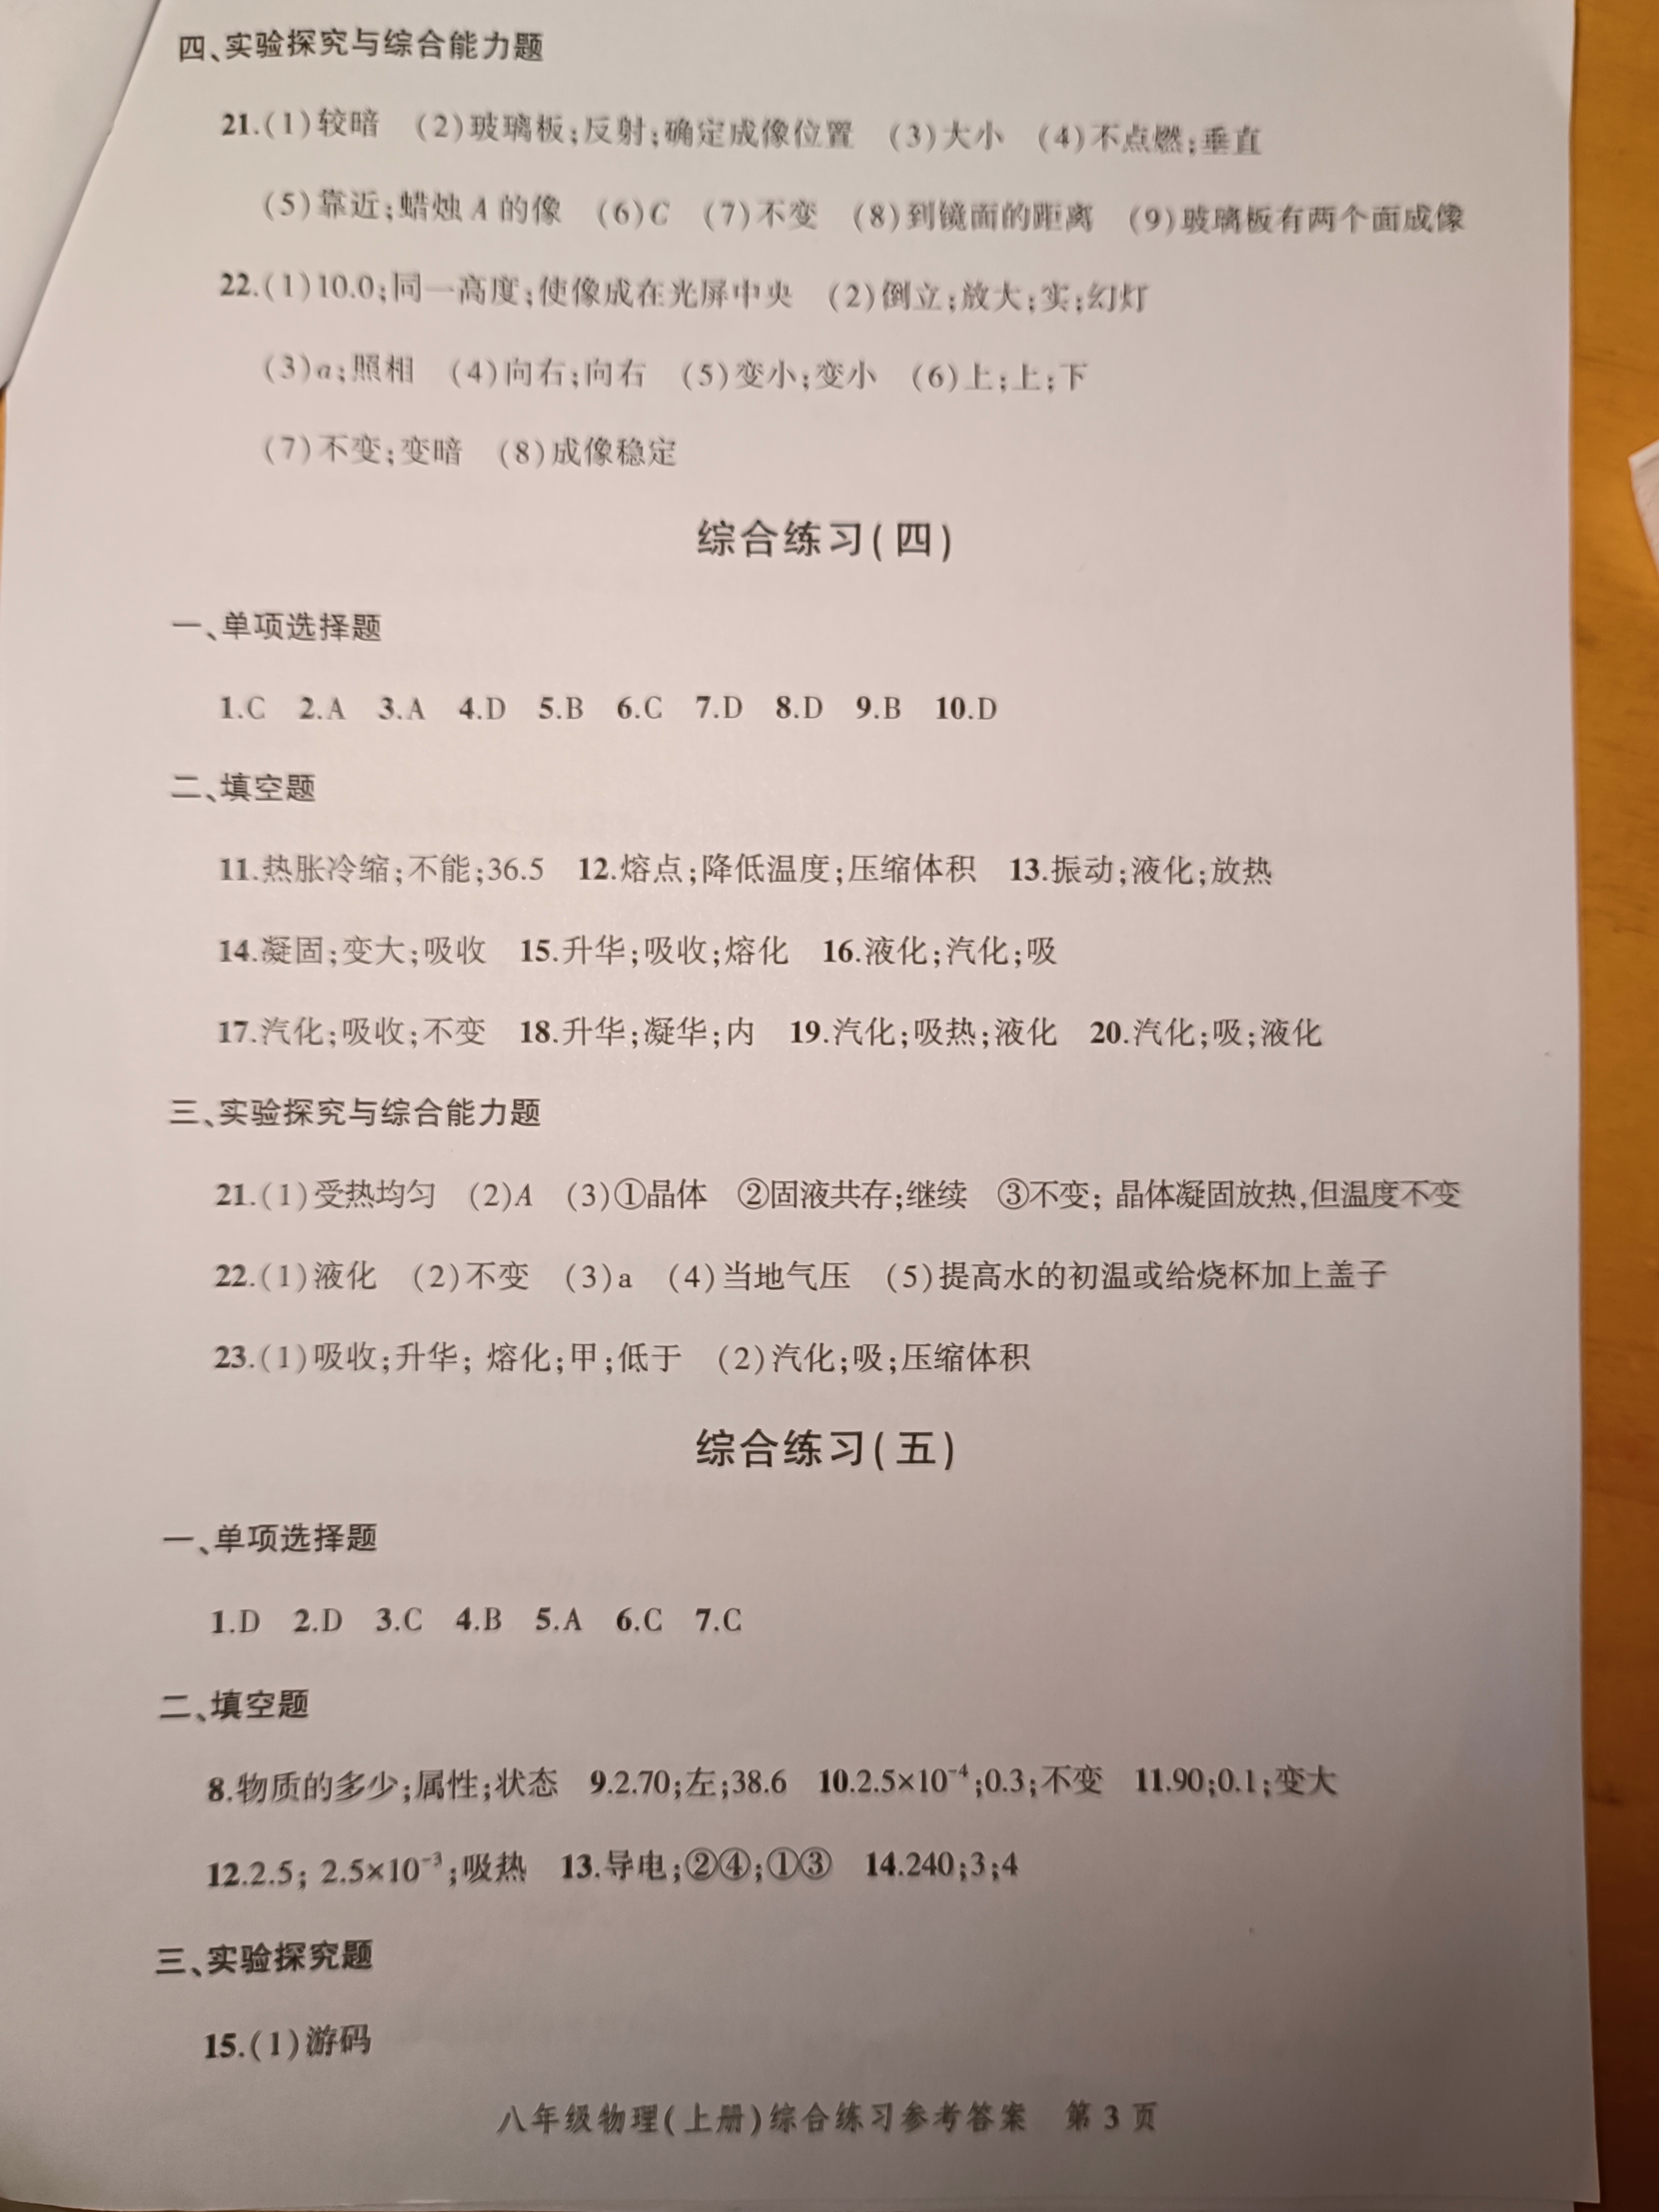 四、实验探究与综合能力题
21.(1)较暗 (2)玻璃板;反射;确定成像位置 (3)大小 (4)不点燃;垂直
(5)靠近;蜡烛A的像 (6)C (7)不变 (8)到镜面的距离 (9)玻璃板有两个面成像
22.(1)10.0;同一高度;使像成在光屏中央 (2)倒立;放大;实;幻灯
(3)a;照相 (4)向右;向右 (5)变小;变小 (6)上;上;下
(7)不变;变暗 (8)成像稳定
综合练习(四)
一、单项选择题
1.C 2.A 3.A 4.D 5.B 6.C 7.D 8.D 9.B 10.D
二、填空题
11.热胀冷缩;不能;36.5 12.熔点;降低温度;压缩体积 13.振动;液化;放热
14.凝固;变大;吸收 15.升华;吸收;熔化 16.液化;汽化;吸
17.汽化;吸收;不变 18.升华;凝华;内 19.汽化;吸热;液化 20.汽化;吸;液化
三、实验探究与综合能力题
21.(1)受热均匀 (2)A (3)①晶体 ②固液共存;继续 ③不变; 晶体凝固放热,但温度不变
22.(1)液化 (2)不变 (3)a (4)当地气压 (5)提高水的初温或给烧杯加上盖子
23.(1)吸收;升华; 熔化;甲;低于 (2)汽化;吸;压缩体积
综合练习(五)
一、单项选择题
1.D 2.D 3.C 4.B 5.A 6.C 7.C
二、填空题
8.物质的多少;属性;状态 9.2.70;左;38.6 10.2.5×10⁻⁴;0.3;不变 11.90;0.1;变大
12.2.5; 2.5×10⁻³;吸热 13.导电;②④;①③ 14.240;3;4
三、实验探究题
15.(1)游码
八年级物理(上册)综合练习参考答案 第 3 页